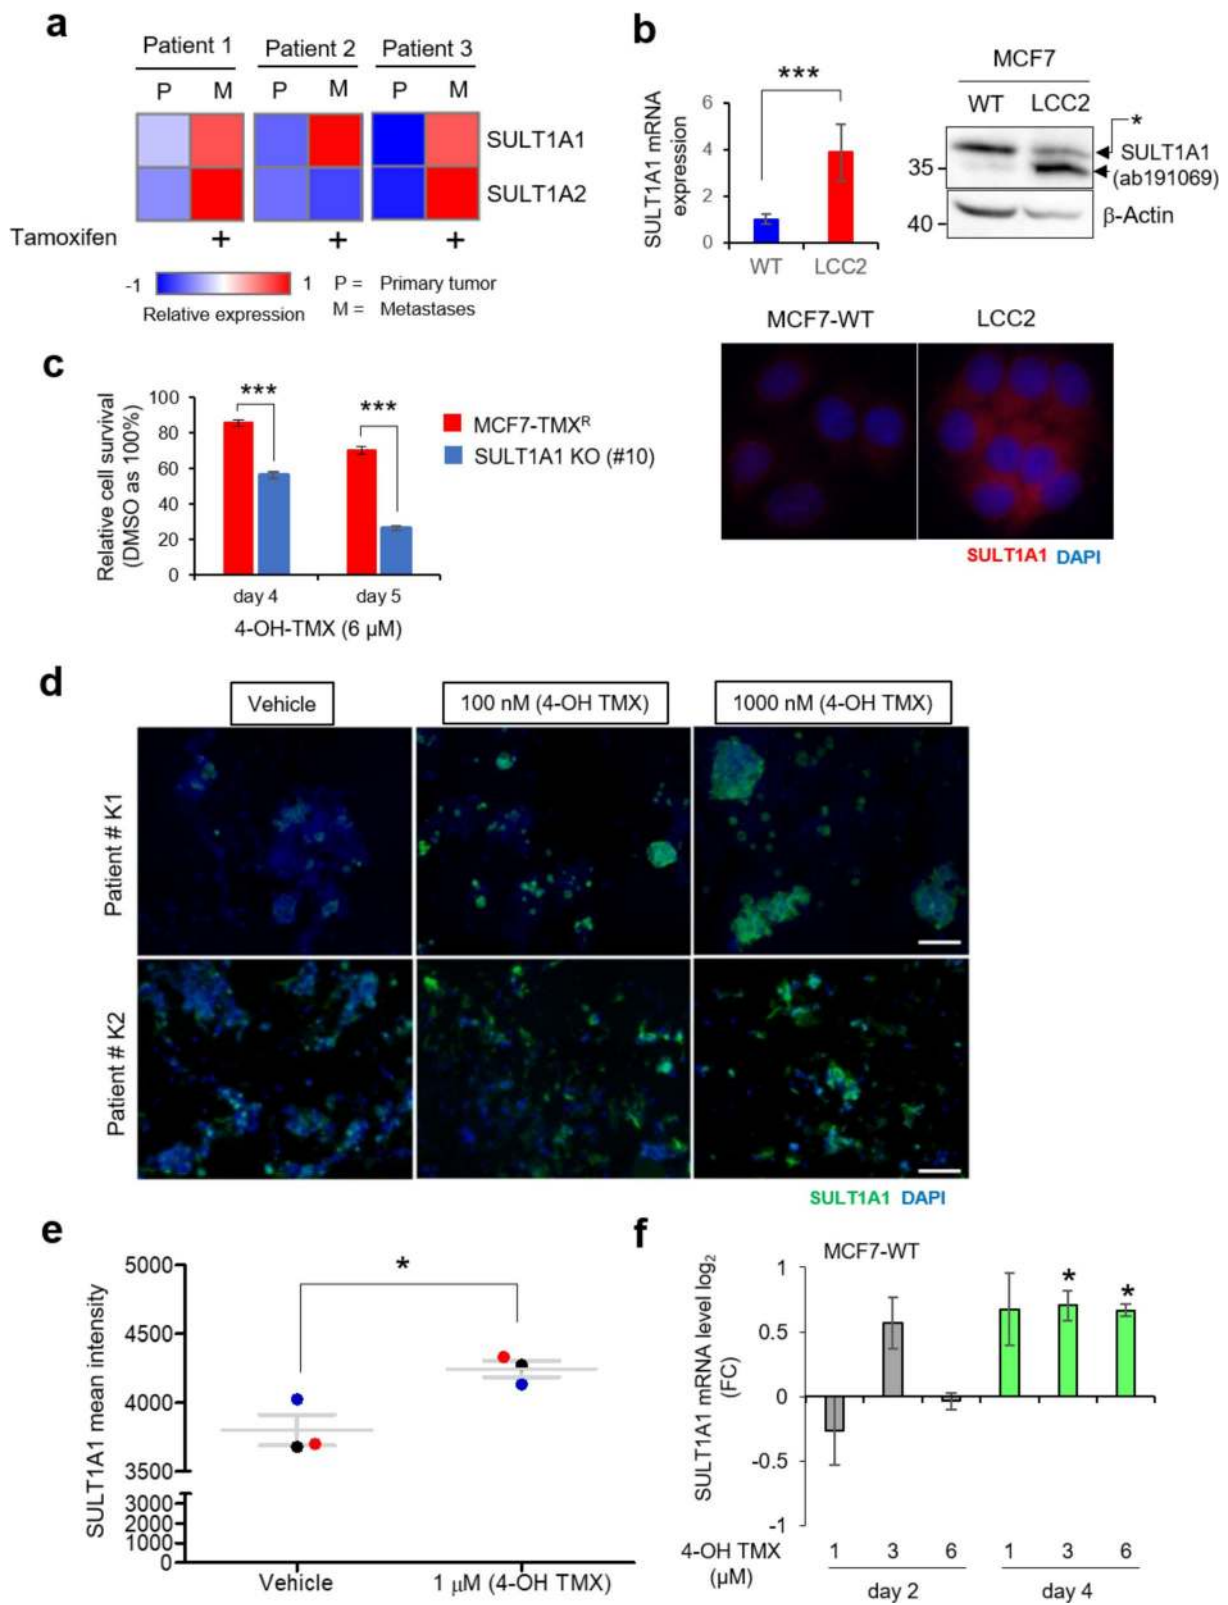 a
Patient 1 Patient 2 Patient 3
P M P M P M
SULT1A1
SULT1A2
Tamoxifen + + +
-1 1
Relative expression
P = Primary tumor
M = Metastases
b
SULT1A1 mRNA
expression
6
4
2
0
***
WT LCC2
MCF7
WT LCC2
*
35
SULT1A1
(ab191069)
40
β-Actin
MCF7-WT LCC2
SULT1A1 DAPI
c
Relative cell survival
(DMSO as 100%)
100
80
60
40
20
0
***
***
day 4 day 5
4-OH-TMX (6 µM)
MCF7-TMXᴿ
SULT1A1 KO (#10)
d
Vehicle 100 nM (4-OH TMX) 1000 nM (4-OH TMX)
Patient # K1
Patient # K2
SULT1A1 DAPI
e
SULT1A1 mean intensity
5000
4500
4000
3500
3000
2000
1000
0
*
Vehicle 1 µM (4-OH TMX)
f
MCF7-WT
SULT1A1 mRNA level log₂
(FC)
1
0.5
0
-0.5
-1
* *
4-OH TMX 1 3 6 1 3 6
(µM)
day 2 day 4